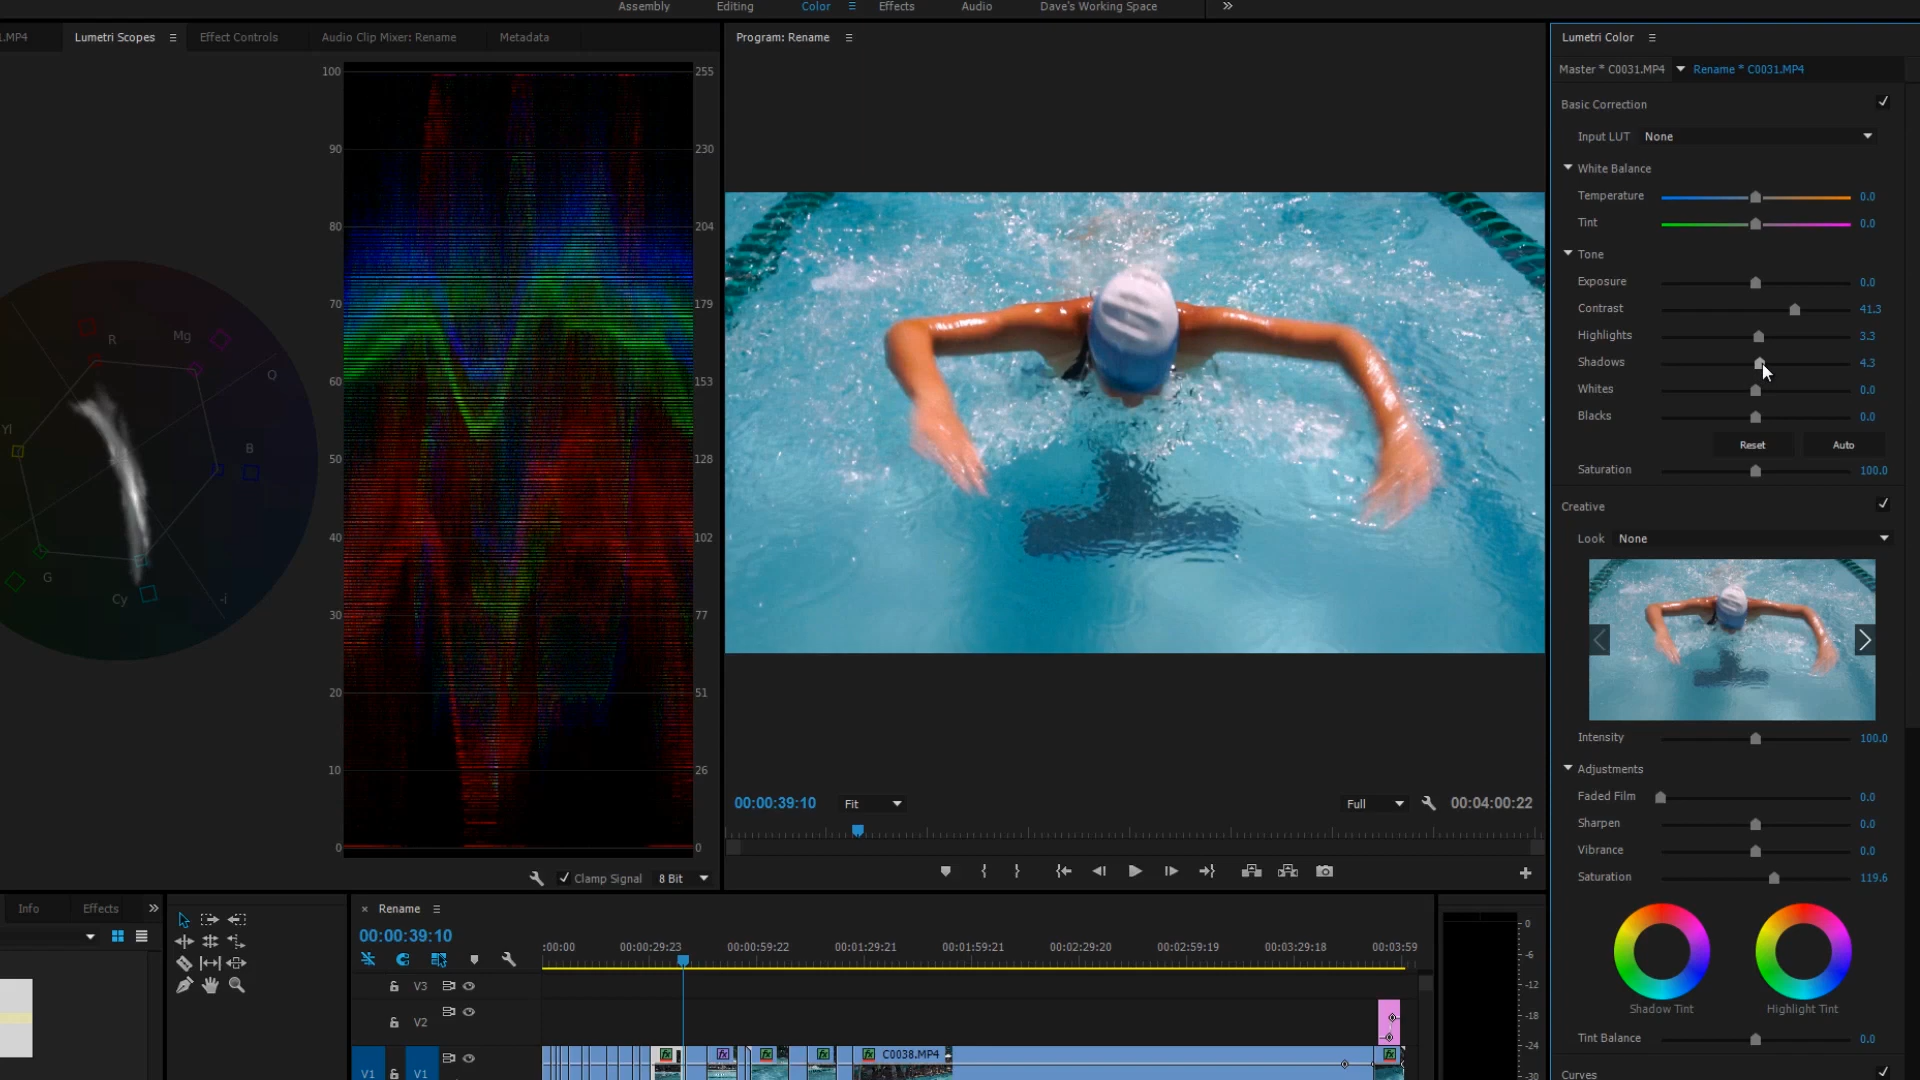 Assembly
Editing
Color
Effects
Audio
Dave's Working Space
.MP4
Lumetri Scopes
Effect Controls
Audio Clip Mixer: Rename
Metadata
Program: Rename
Lumetri Color
Master * C0031.MP4
Rename * C0031.MP4
100
90
80
70
60
50
40
30
20
10
0
255
230
204
179
153
128
102
77
51
26
0
R
Mg
Q
Yl
B
G
Cy
-i
Clamp Signal
8 Bit
00:00:39:10
Fit
Full
00:04:00:22
Basic Correction
Input LUT None
White Balance
Temperature 0.0
Tint 0.0
Tone
Exposure 0.0
Contrast 41.3
Highlights 3.3
Shadows 4.3
Whites 0.0
Blacks 0.0
Reset Auto
Saturation 100.0
Creative
Look None
Intensity 100.0
Adjustments
Faded Film 0.0
Sharpen 0.0
Vibrance 0.0
Saturation 119.6
Shadow Tint Highlight Tint
Tint Balance 0.0
Curves
Info
Effects
× Rename
00:00:39:10
:00:00
00:00:29:23
00:00:59:22
00:01:29:21
00:01:59:21
00:02:29:20
00:02:59:19
00:03:29:18
00:03:59
V3
V2
V1 V1
fx
fx
fx
fx
fx C0038.MP4
fx
0
-6
-12
-18
-24
-30